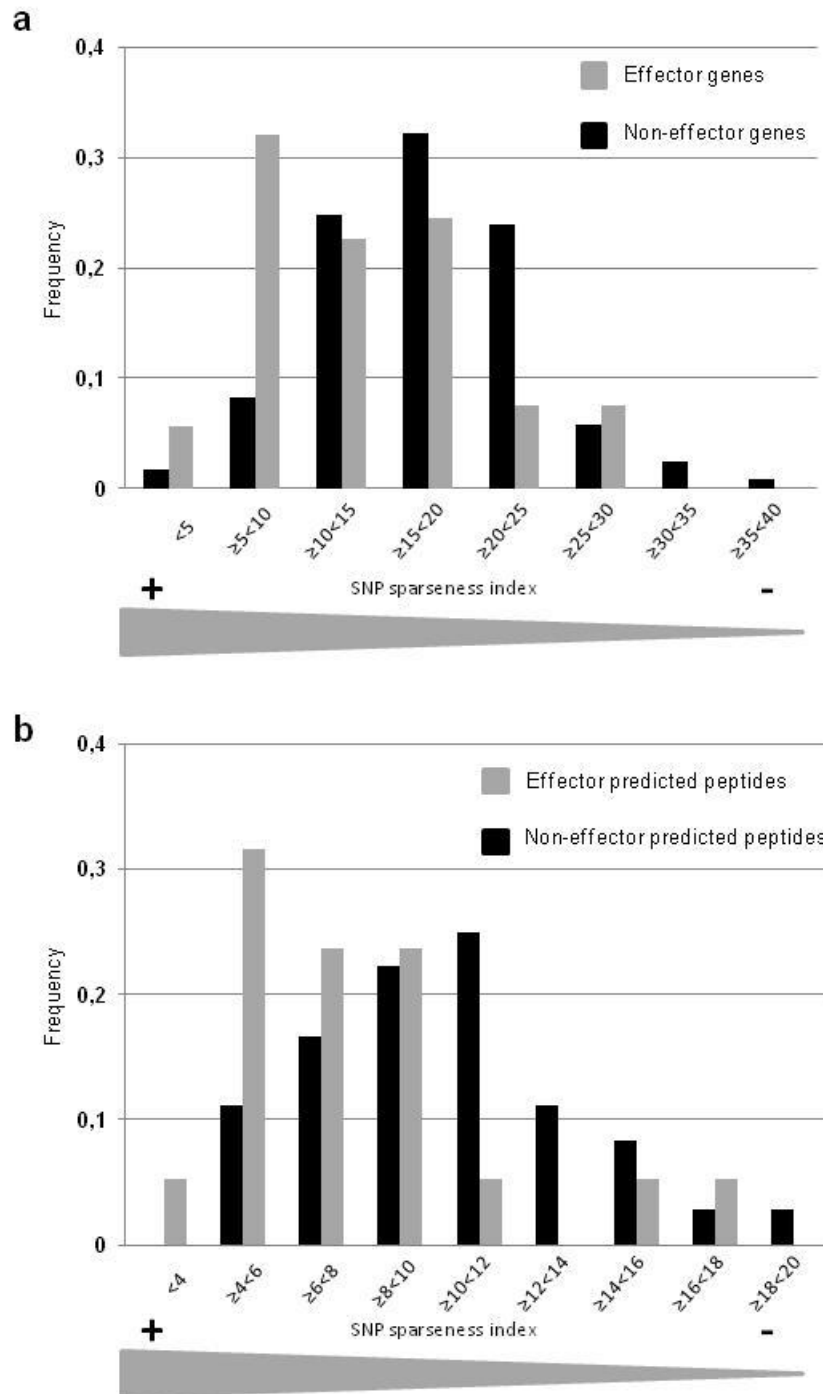 a
0,4
0,3
0,2
0,1
0
Frequency
Effector genes
Non-effector genes
<5
≥5<10
≥10<15
≥15<20
≥20<25
≥25<30
≥30<35
≥35<40
+ SNP sparseness index -
b
0,4
0,3
0,2
0,1
0
Frequency
Effector predicted peptides
Non-effector predicted peptides
<4
≥4<6
≥6<8
≥8<10
≥10<12
≥12<14
≥14<16
≥16<18
≥18<20
+ SNP sparseness index -